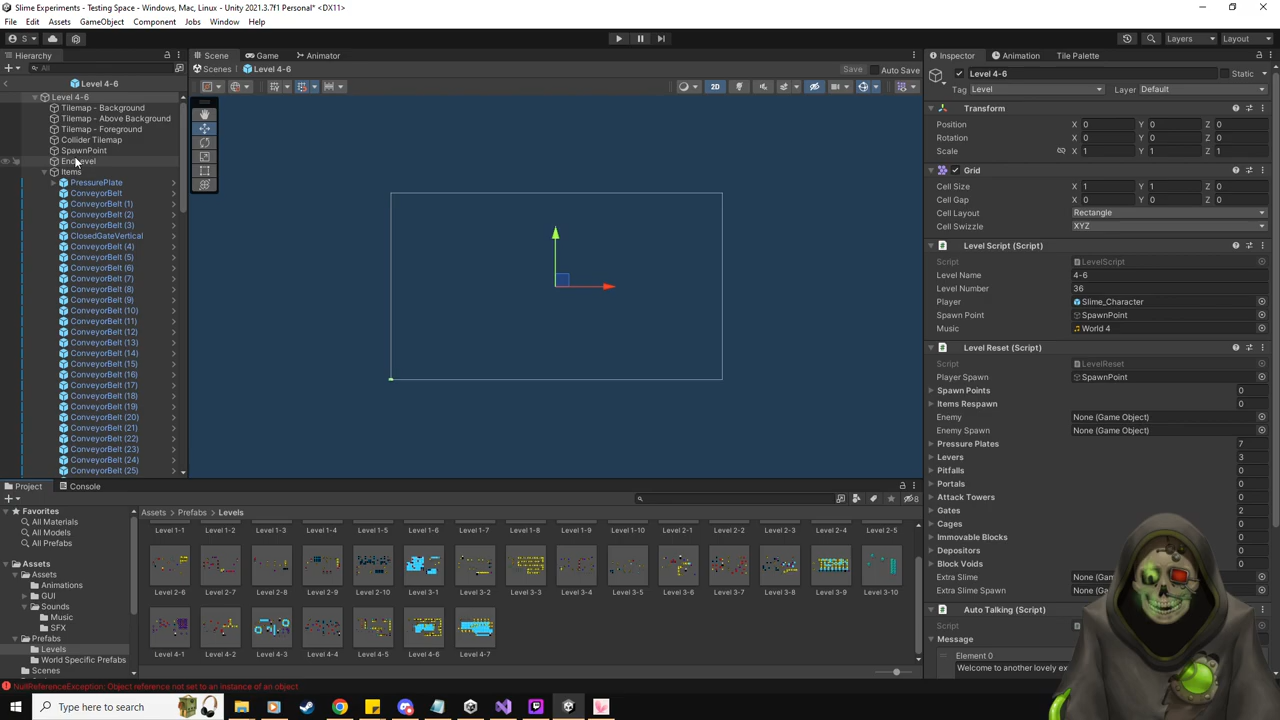 Slime Experiments - Testing Space - Windows, Mac, Linux - Unity 2021.3.7f1 Personal* <DX11>
File Edit Assets GameObject Component Jobs Window Help
S Layers Layout
Hierarchy Scene Game Animator Inspector Animation Tile Palette
All
Scenes Level 4-6 Save Auto Save
Level 4-6
2D
Level 4-6
Tilemap - Background
Tilemap - Above Background
Tilemap - Foreground
Collider Tilemap
SpawnPoint
Items
PressurePlate
ConveyorBelt
ConveyorBelt (1)
ConveyorBelt (2)
ConveyorBelt (3)
ClosedGateVertical
ConveyorBelt (4)
ConveyorBelt (5)
ConveyorBelt (6)
ConveyorBelt (7)
ConveyorBelt (8)
ConveyorBelt (9)
ConveyorBelt (10)
ConveyorBelt (11)
ConveyorBelt (12)
ConveyorBelt (13)
ConveyorBelt (14)
ConveyorBelt (15)
ConveyorBelt (16)
ConveyorBelt (17)
ConveyorBelt (18)
ConveyorBelt (19)
ConveyorBelt (20)
ConveyorBelt (21)
ConveyorBelt (22)
ConveyorBelt (23)
ConveyorBelt (24)
ConveyorBelt (25)
Level 4-6 Static
Tag Level Layer Default
Transform
Position X 0 Y 0 Z 0
Rotation X 0 Y 0 Z 0
Scale X 1 Y 1 Z 1
Grid
Cell Size X 1 Y 1 Z 1
Cell Gap X 0 Y 0 Z 0
Cell Layout Rectangle
Cell Swizzle XYZ
Level Script (Script)
Script LevelScript
Level Name 4-6
Level Number 36
Player Slime_Character
Spawn Point SpawnPoint
Music World 4
Level Reset (Script)
Script LevelReset
Player Spawn SpawnPoint
Spawn Points 0
Items Respawn 0
Enemy None (Game Object)
Enemy Spawn None (Game Object)
Pressure Plates 7
Levers 3
Pitfalls 0
Portals 0
Attack Towers 0
Gates 2
Cages 0
Immovable Blocks 0
Depositors 0
Block Voids 0
Extra Slime None (Gam
Extra Slime Spawn None (Gam
Auto Talking (Script)
Script
Message
Element 0
Welcome to another lovely ex
Project Console
8
Favorites
All Materials
All Models
All Prefabs
Assets
Assets
Animations
GUI
Sounds
Music
SFX
Prefabs
Levels
World Specific Prefabs
Scenes
Assets > Prefabs > Levels
Level 1-1 Level 1-2 Level 1-3 Level 1-4 Level 1-5 Level 1-6 Level 1-7 Level 1-10 Level 2-1 Level 2-2 Level 2-3 Level 2-4 Level 2-5
Level 2-6 Level 2-7 Level 2-8 Level 2-9 Level 2-10 Level 3-1 Level 3-2 Level 3-3 Level 3-4 Level 3-5 Level 3-6 Level 3-7 Level 3-8 Level 3-9 Level 3-10
Level 4-1 Level 4-2 Level 4-3 Level 4-4 Level 4-5 Level 4-6 Level 4-7
NullReferenceException: Object reference not set to an instance of an object
Type here to search